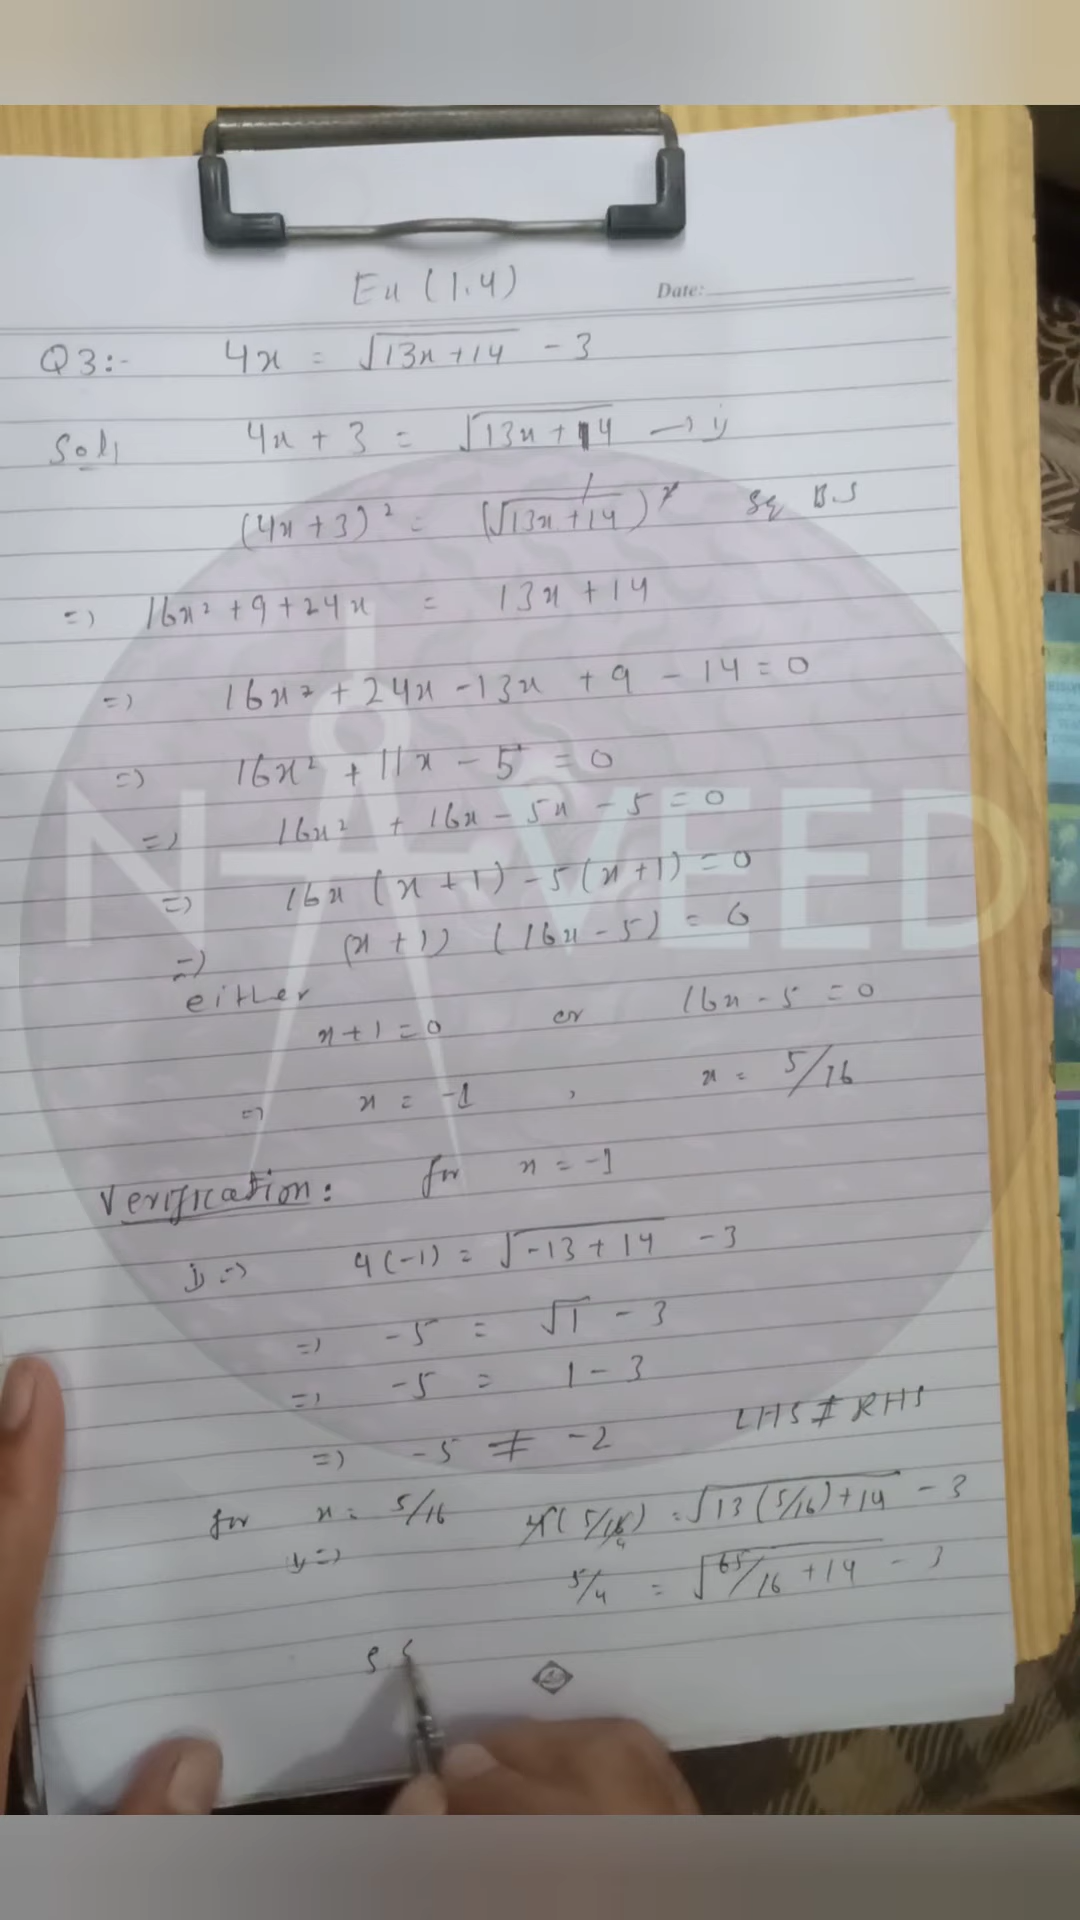 Ex (1.4)
Date:
Q3:- 4x = √13x+14 - 3
Sol; 4x + 3 = √13x+14 → i)
(4x+3)² = (√13x+14)² Sq B.S
=> 16x² + 9 + 24x = 13x + 14
=> 16x² + 24x - 13x + 9 - 14 = 0
=> 16x² + 11x - 5 = 0
=> 16x² + 16x - 5x - 5 = 0
=> 16x (x+1) - 5 (x+1) = 0
=> (x+1) (16x-5) = 0
either
x+1 = 0 or 16x - 5 = 0
=> x = -1 , x = 5/16
Verification: for x = -1
i) => 4(-1) = √-13+14 - 3
=> -5 = √1 - 3
=> -5 = 1 - 3
=> -5 ≠ -2 LHS ≠ RHS
for x = 5/16 4(5/16) = √13(5/16)+14 - 3
i) => 5/4 = √65/16 + 14 - 3
NAVEED